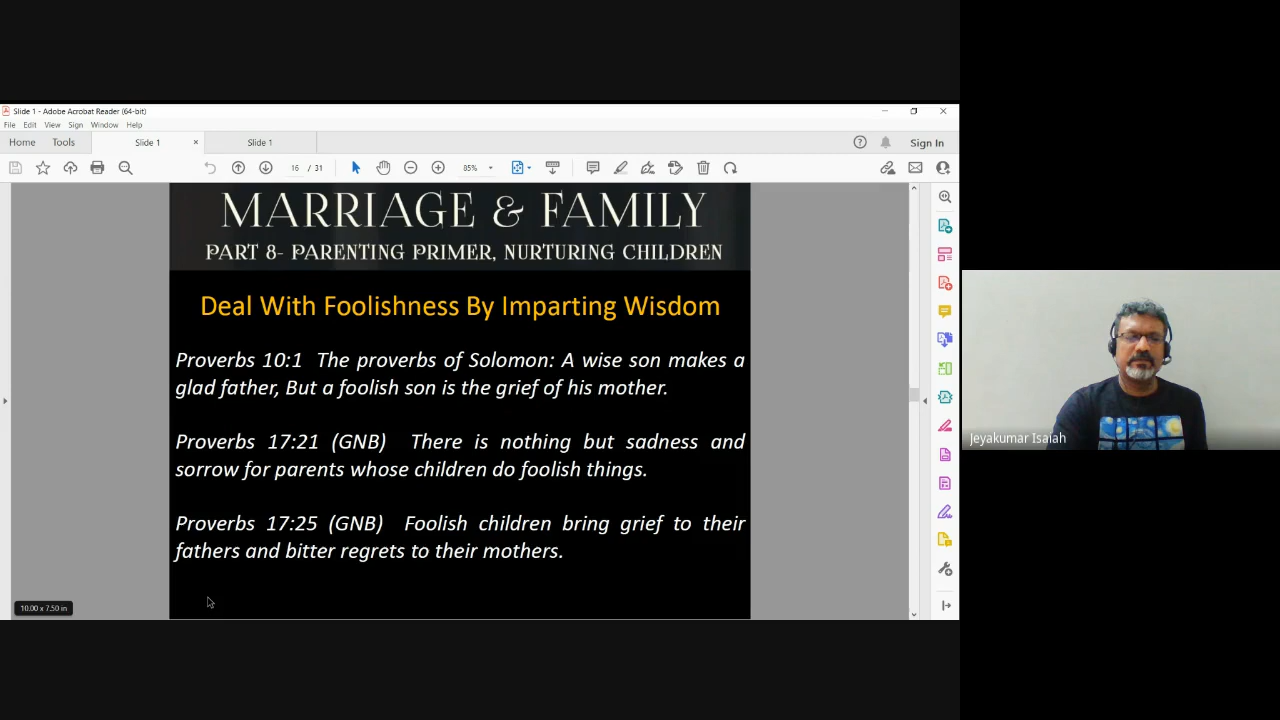 Slide 1 - Adobe Acrobat Reader (64-bit)
File Edit View Sign Window Help
Home Tools Slide 1 × Slide 1 Sign In
16 / 31 85%
MARRIAGE & FAMILY
PART 8- PARENTING PRIMER, NURTURING CHILDREN
Deal With Foolishness By Imparting Wisdom
Proverbs 10:1 The proverbs of Solomon: A wise son makes a
glad father, But a foolish son is the grief of his mother.
Proverbs 17:21 (GNB) There is nothing but sadness and
sorrow for parents whose children do foolish things.
Proverbs 17:25 (GNB) Foolish children bring grief to their
fathers and bitter regrets to their mothers.
10.00 x 7.50 in
Jeyakumar Isaiah